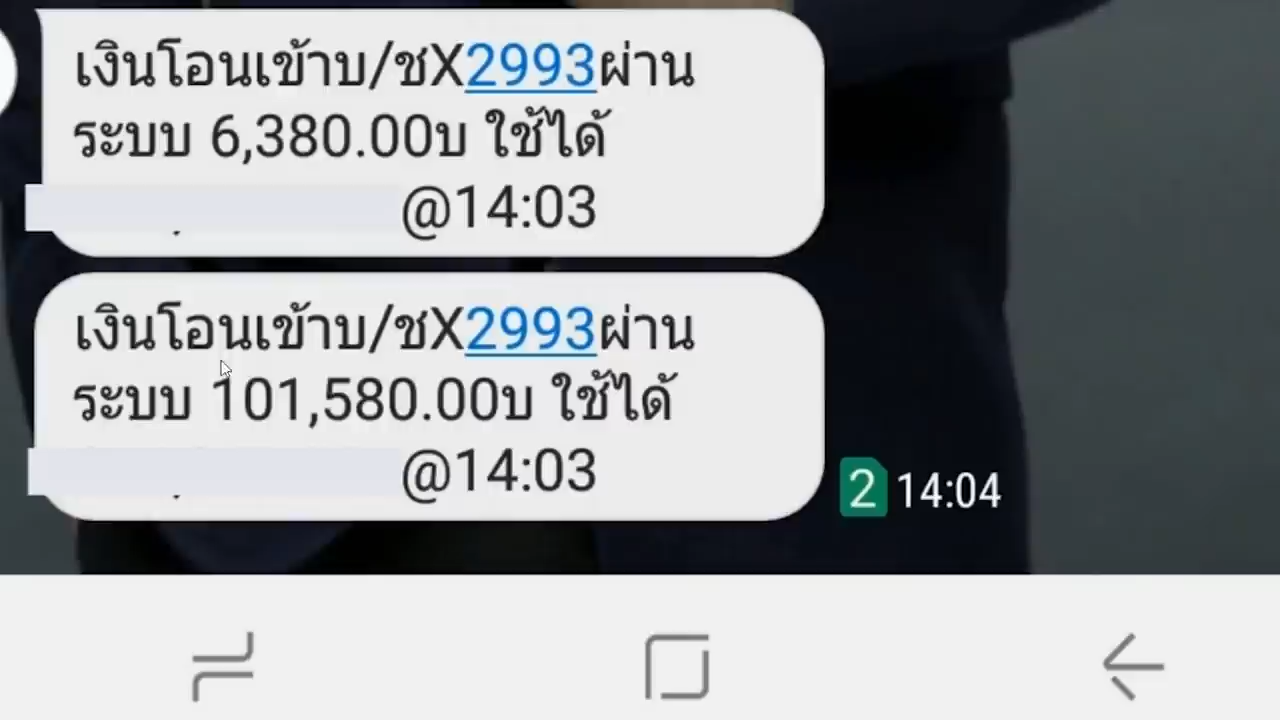 เงินโอนเข้าบ/ชX2993ผ่าน
ระบบ 6,380.00บ ใช้ได้
@14:03
เงินโอนเข้าบ/ชX2993ผ่าน
ระบบ 101,580.00บ ใช้ได้
@14:03
2 14:04